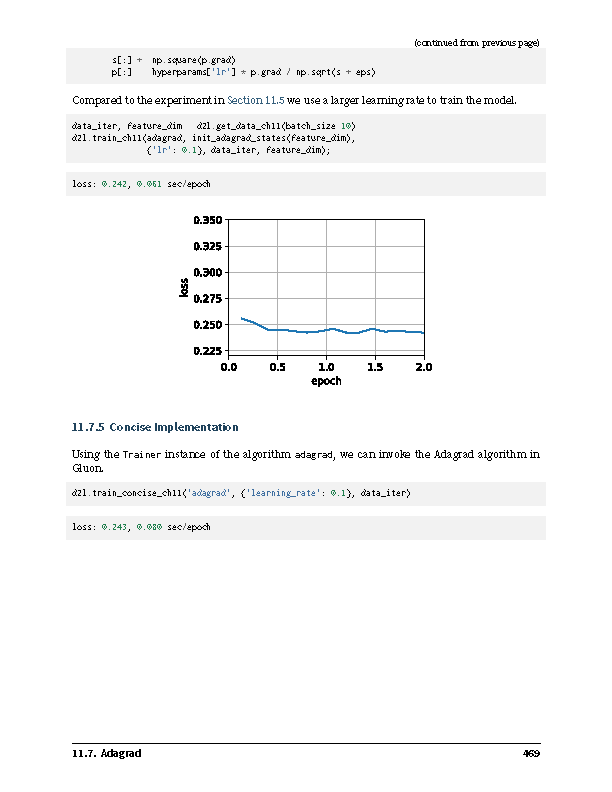 (continued from previous page)
s[:] + np.square(p.grad)
p[:] hyperparams['lr'] * p.grad / np.sqrt(s + eps)
Compared to the experiment in Section 11.5 we use a larger learning rate to train the model.
data_iter, feature_dim d2l.get_data_ch11(batch_size 10)
d2l.train_ch11(adagrad, init_adagrad_states(feature_dim),
{'lr': 0.1}, data_iter, feature_dim);
loss: 0.242, 0.061 sec/epoch
0.350
0.325
0.300
0.275
0.250
0.225
loss
0.0 0.5 1.0 1.5 2.0
epoch
11.7.5 Concise Implementation
Using the Trainer instance of the algorithm adagrad, we can invoke the Adagrad algorithm in
Gluon.
d2l.train_concise_ch11('adagrad', {'learning_rate': 0.1}, data_iter)
loss: 0.243, 0.080 sec/epoch
11.7. Adagrad 469